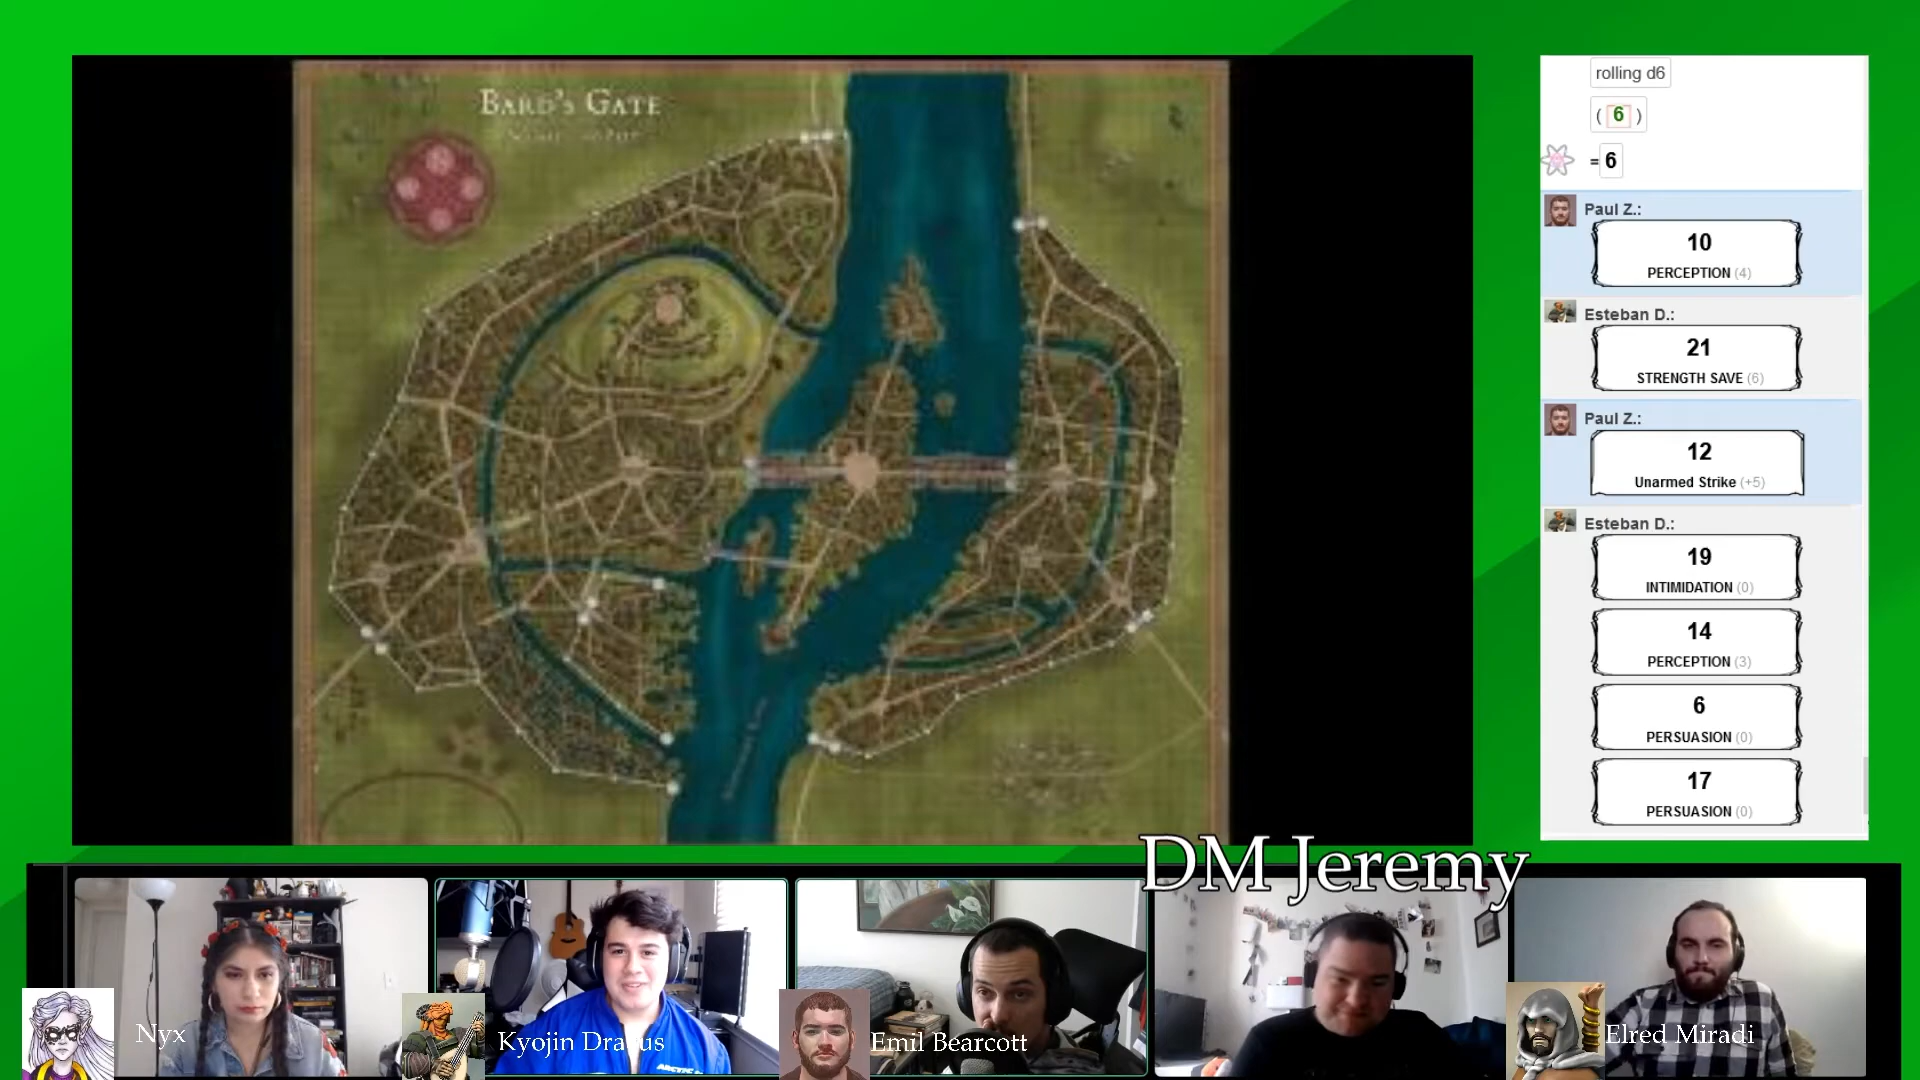 BARD'S GATE
rolling d6
( 6 )
= 6
Paul Z.:
10
PERCEPTION (4)
Esteban D.:
21
STRENGTH SAVE (6)
Paul Z.:
12
Unarmed Strike (+5)
Esteban D.:
19
INTIMIDATION (0)
14
PERCEPTION (3)
6
PERSUASION (0)
17
PERSUASION (0)
DM Jeremy
Nyx
Kyojin
Emil Bearcott
Elred Miradi